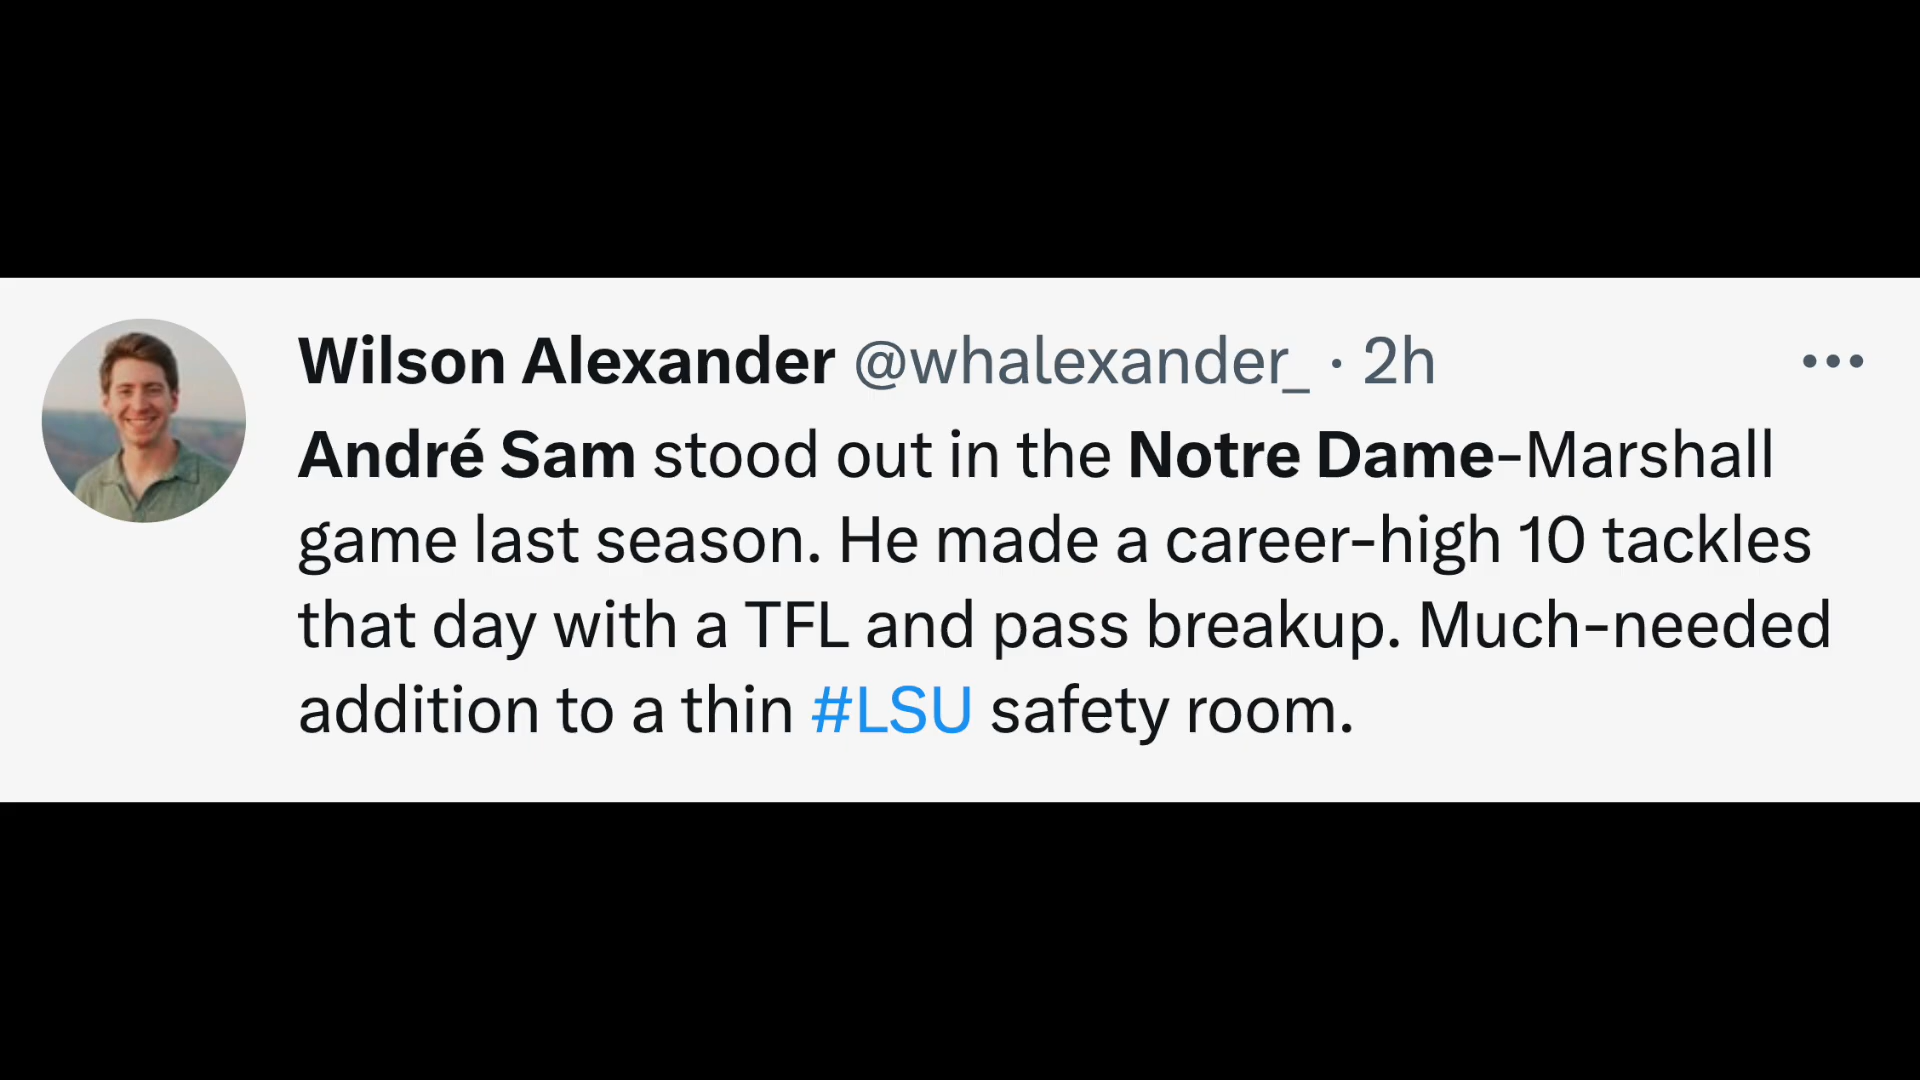 Wilson Alexander @whalexander_ · 2h
André Sam stood out in the Notre Dame-Marshall
game last season. He made a career-high 10 tackles
that day with a TFL and pass breakup. Much-needed
addition to a thin #LSU safety room.